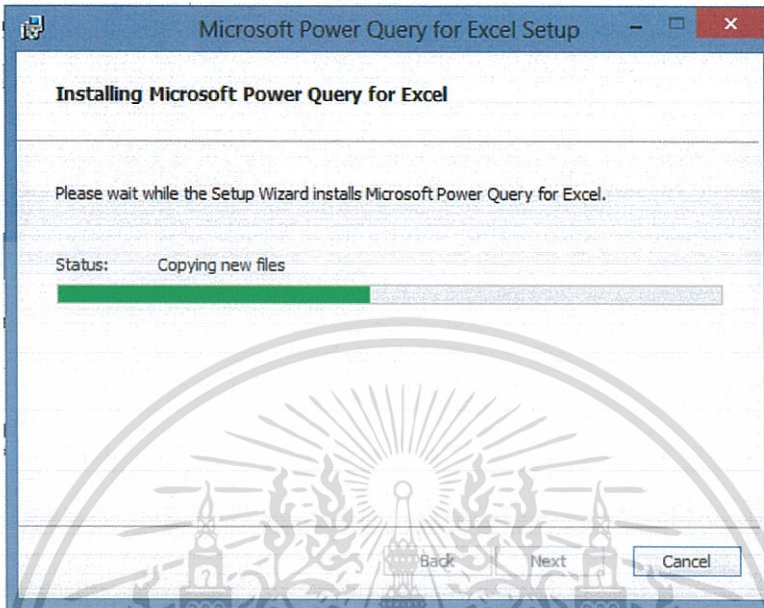 Microsoft Power Query for Excel Setup
Installing Microsoft Power Query for Excel
Please wait while the Setup Wizard installs Microsoft Power Query for Excel.
Status: Copying new files
Back Next Cancel